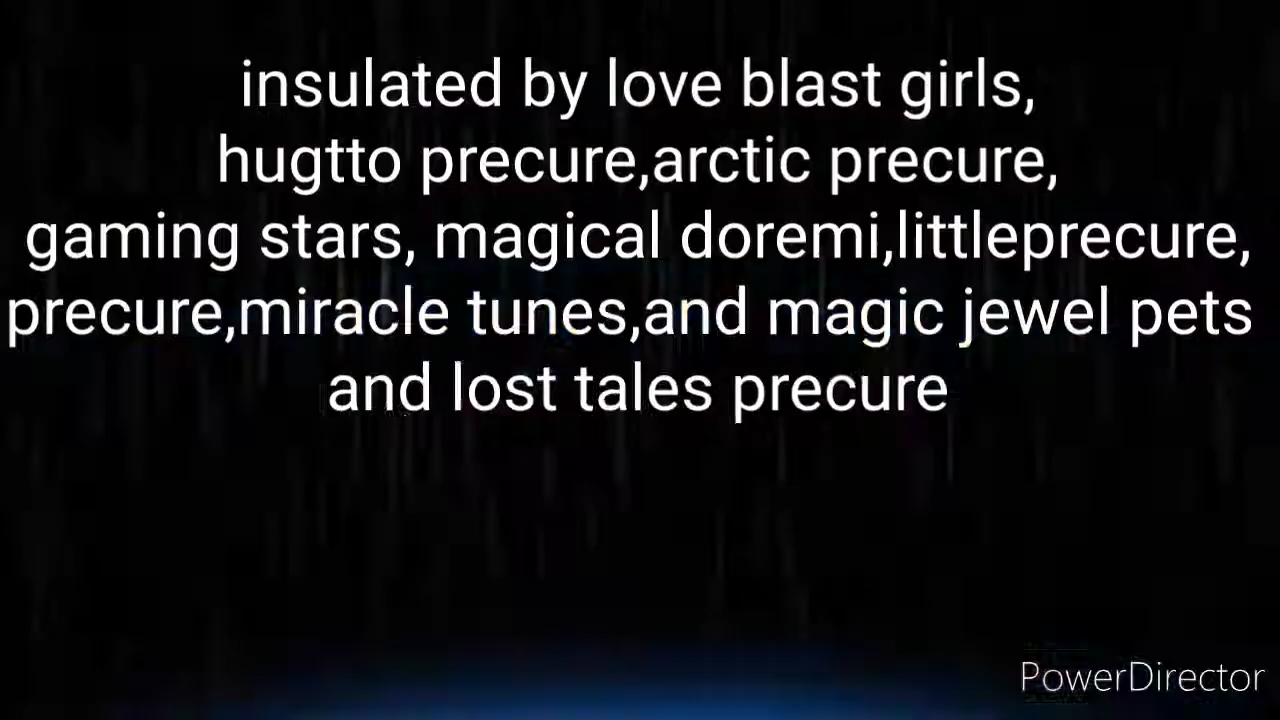 insulated by love blast girls,
hugtto precure,arctic precure,
gaming stars, magical doremi,littleprecure,
precure,miracle tunes,and magic jewel pets
and lost tales precure
PowerDirector